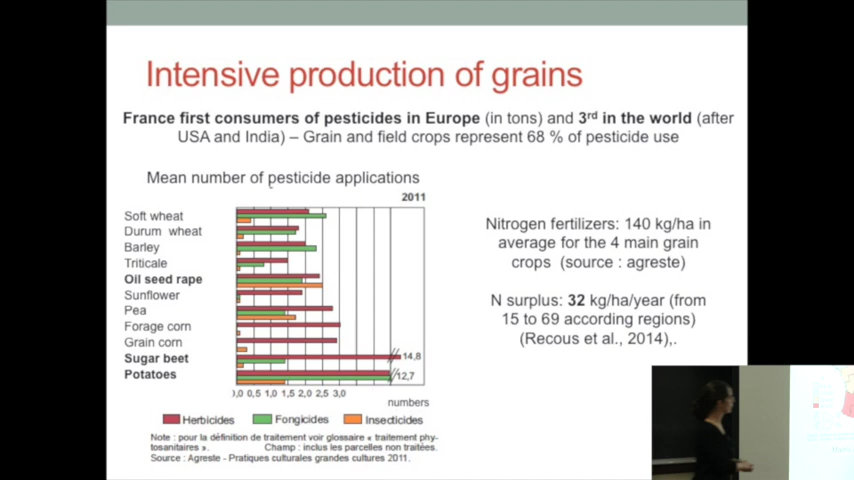 Intensive production of grains
France first consumers of pesticides in Europe (in tons) and 3rd in the world (after
USA and India) – Grain and field crops represent 68 % of pesticide use
Mean number of pesticide applications
2011
Soft wheat
Durum wheat
Barley
Triticale
Oil seed rape
Sunflower
Pea
Forage corn
Grain corn
Sugar beet
14,8
Potatoes
12,7
0,0 0,5 1,0 1,5 2,0 2,5 3,0
numbers
Herbicides Fongicides Insecticides
Note : pour la définition de traitement voir glossaire « traitement phy-
tosanitaires ». Champ : inclus les parcelles non traitées.
Source : Agreste - Pratiques culturales grandes cultures 2011.
Nitrogen fertilizers: 140 kg/ha in
average for the 4 main grain
crops (source : agreste)
N surplus: 32 kg/ha/year (from
15 to 69 according regions)
(Recous et al., 2014),.